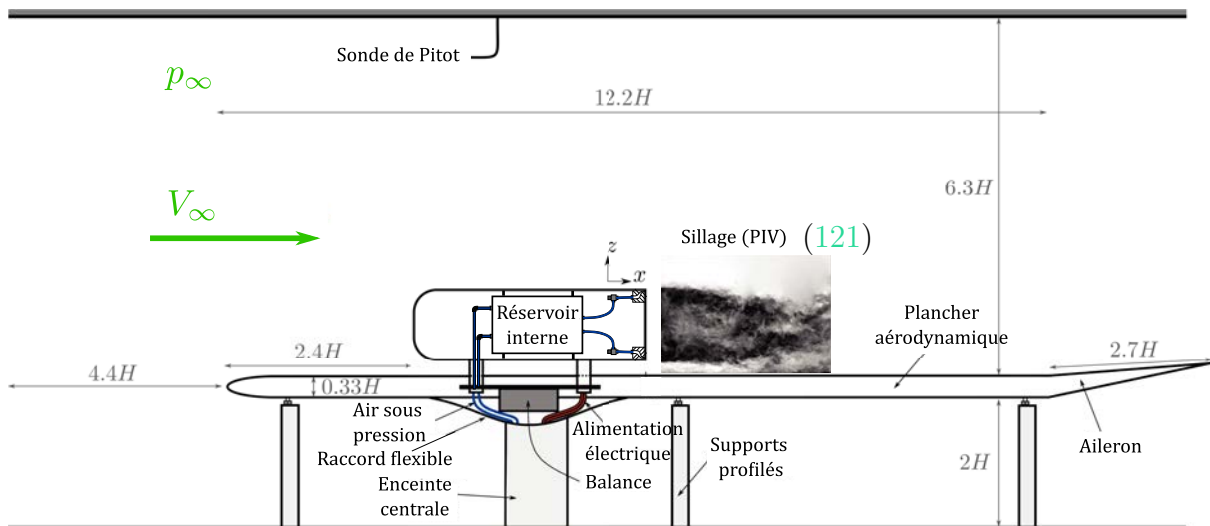 Sonde de Pitot
p∞
12.2H
6.3H
V∞
Sillage (PIV) (121)
z
x
Réservoir
interne
Plancher
aérodynamique
2.4H
2.7H
4.4H
0.33H
Air sous
pression
Raccord flexible
Enceinte
centrale
Alimentation
électrique
Balance
Supports
profilés
2H
Aileron